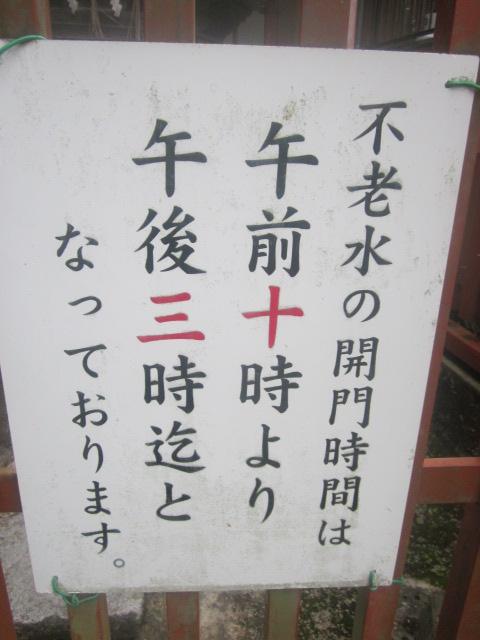 不老水の開門時間は
午前十時より
午後三時迄と
なっております。